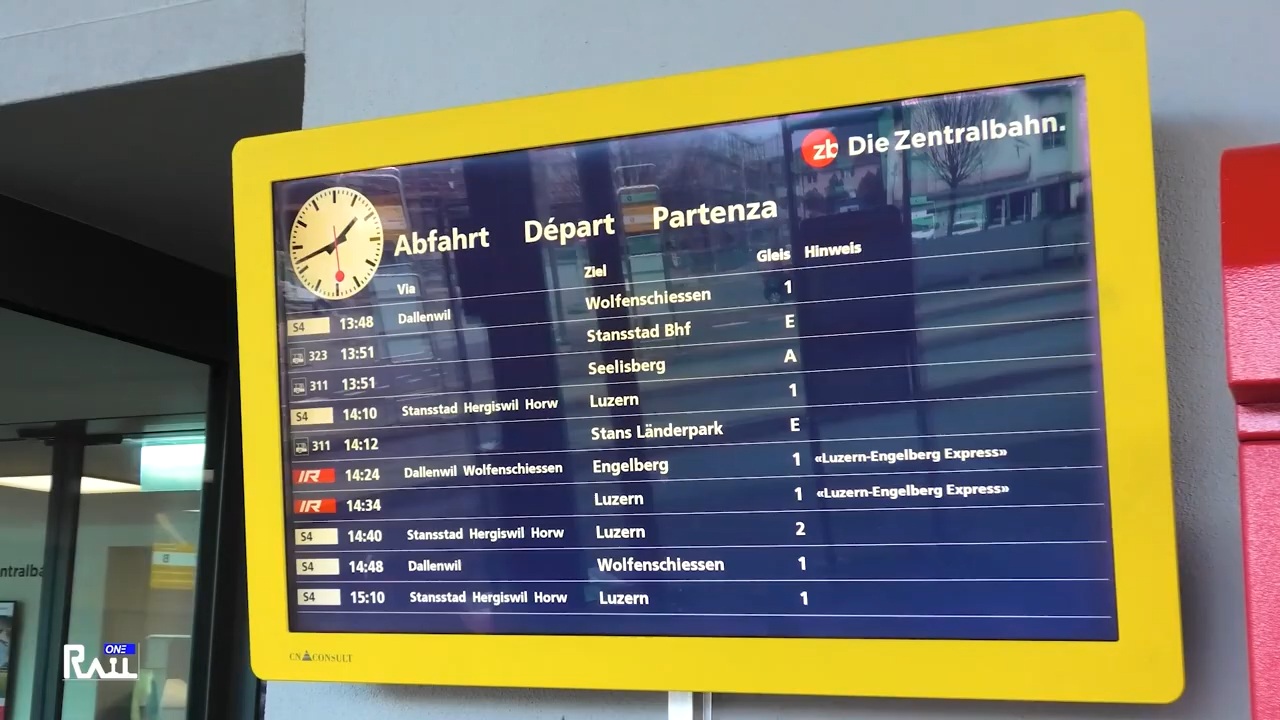 zb Die Zentralbahn.
Abfahrt Départ Partenza
Via Ziel Gleis Hinweis
S4 13:48 Dallenwil Wolfenschiessen 1
323 13:51 Stansstad Bhf E
311 13:51 Seelisberg A
S4 14:10 Stansstad Hergiswil Horw Luzern 1
311 14:12 Stans Länderpark E
IR 14:24 Dallenwil Wolfenschiessen Engelberg 1 «Luzern-Engelberg Express»
IR 14:34 Luzern 1 «Luzern-Engelberg Express»
S4 14:40 Stansstad Hergiswil Horw Luzern 2
S4 14:48 Dallenwil Wolfenschiessen 1
S4 15:10 Stansstad Hergiswil Horw Luzern 1
CN CONSULT
RAIL ONE